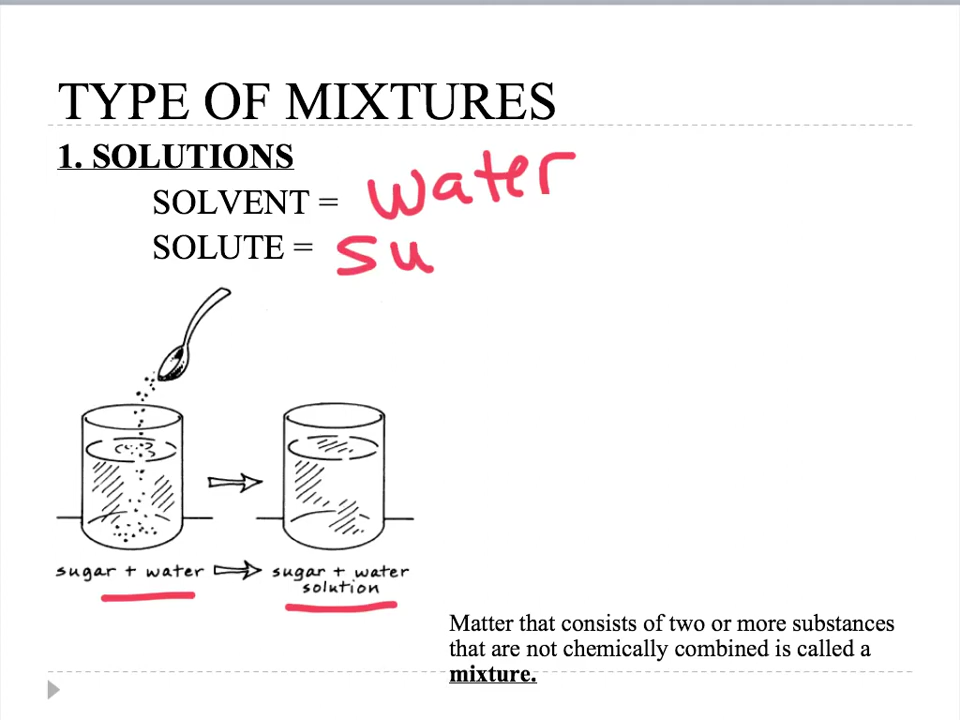 TYPE OF MIXTURES
1. SOLUTIONS
SOLVENT = water
SOLUTE = su
sugar + water
sugar + water
solution
Matter that consists of two or more substances
that are not chemically combined is called a
mixture.